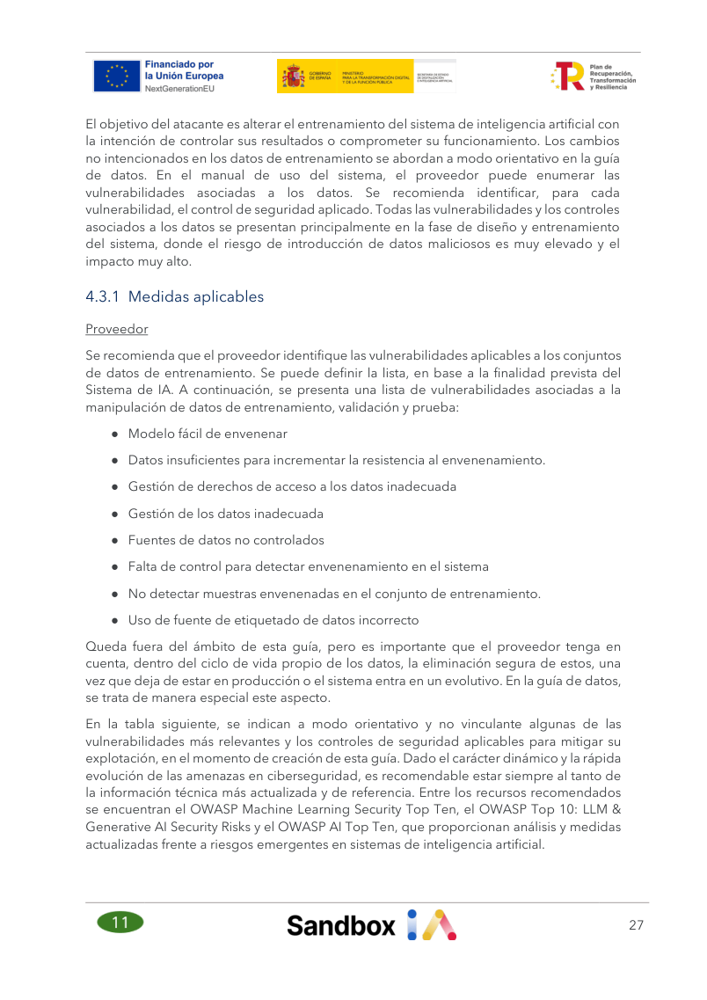 Financiado por
la Unión Europea
NextGenerationEU
GOBIERNO
DE ESPAÑA
MINISTERIO
PARA LA TRANSFORMACIÓN DIGITAL
Y DE LA FUNCIÓN PÚBLICA
SECRETARÍA DE ESTADO
DE DIGITALIZACIÓN
E INTELIGENCIA ARTIFICIAL
Plan de
Recuperación,
Transformación
y Resiliencia
El objetivo del atacante es alterar el entrenamiento del sistema de inteligencia artificial con
la intención de controlar sus resultados o comprometer su funcionamiento. Los cambios
no intencionados en los datos de entrenamiento se abordan a modo orientativo en la guía
de datos. En el manual de uso del sistema, el proveedor puede enumerar las
vulnerabilidades asociadas a los datos. Se recomienda identificar, para cada
vulnerabilidad, el control de seguridad aplicado. Todas las vulnerabilidades y los controles
asociados a los datos se presentan principalmente en la fase de diseño y entrenamiento
del sistema, donde el riesgo de introducción de datos maliciosos es muy elevado y el
impacto muy alto.
4.3.1 Medidas aplicables
Proveedor
Se recomienda que el proveedor identifique las vulnerabilidades aplicables a los conjuntos
de datos de entrenamiento. Se puede definir la lista, en base a la finalidad prevista del
Sistema de IA. A continuación, se presenta una lista de vulnerabilidades asociadas a la
manipulación de datos de entrenamiento, validación y prueba:
● Modelo fácil de envenenar
● Datos insuficientes para incrementar la resistencia al envenenamiento.
● Gestión de derechos de acceso a los datos inadecuada
● Gestión de los datos inadecuada
● Fuentes de datos no controlados
● Falta de control para detectar envenenamiento en el sistema
● No detectar muestras envenenadas en el conjunto de entrenamiento.
● Uso de fuente de etiquetado de datos incorrecto
Queda fuera del ámbito de esta guía, pero es importante que el proveedor tenga en
cuenta, dentro del ciclo de vida propio de los datos, la eliminación segura de estos, una
vez que deja de estar en producción o el sistema entra en un evolutivo. En la guía de datos,
se trata de manera especial este aspecto.
En la tabla siguiente, se indican a modo orientativo y no vinculante algunas de las
vulnerabilidades más relevantes y los controles de seguridad aplicables para mitigar su
explotación, en el momento de creación de esta guía. Dado el carácter dinámico y la rápida
evolución de las amenazas en ciberseguridad, es recomendable estar siempre al tanto de
la información técnica más actualizada y de referencia. Entre los recursos recomendados
se encuentran el OWASP Machine Learning Security Top Ten, el OWASP Top 10: LLM &
Generative AI Security Risks y el OWASP AI Top Ten, que proporcionan análisis y medidas
actualizadas frente a riesgos emergentes en sistemas de inteligencia artificial.
11
Sandbox IA
27